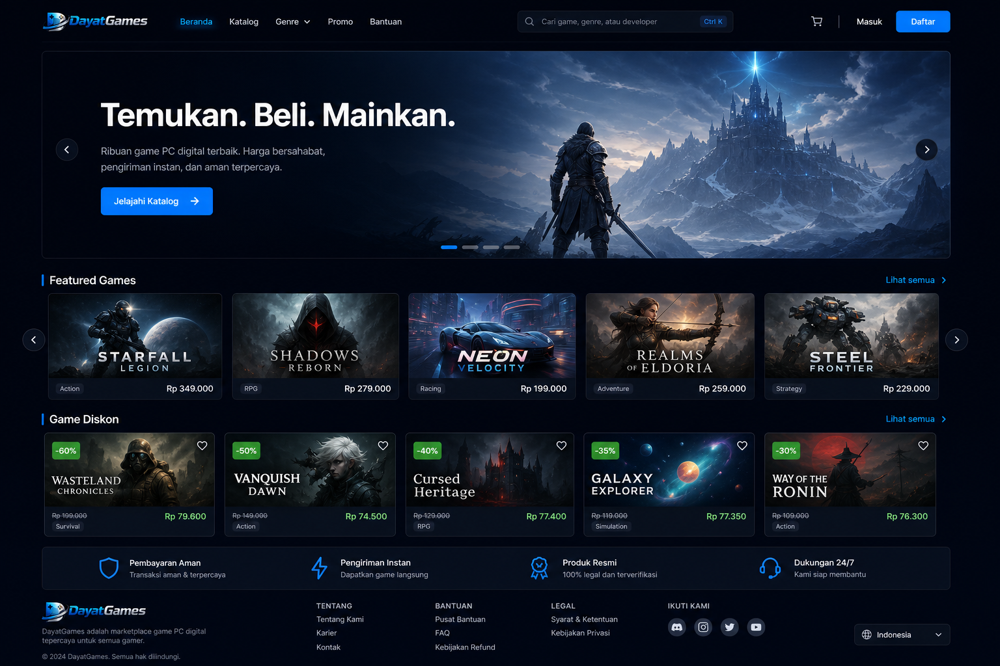 DayatGames
Beranda
Katalog
Genre
Promo
Bantuan
Cari game, genre, atau developer
Ctrl K
Masuk
Daftar
Temukan. Beli. Mainkan.
Ribuan game PC digital terbaik. Harga bersahabat,
pengiriman instan, dan aman terpercaya.
Jelajahi Katalog
Featured Games
Lihat semua
STARFALL
LEGION
Action
Rp 349.000
SHADOWS
REBORN
RPG
Rp 279.000
NEON
VELOCITY
Racing
Rp 199.000
REALMS
OF ELDORIA
Adventure
Rp 259.000
STEEL
FRONTIER
Strategy
Rp 229.000
Game Diskon
Lihat semua
-60%
WASTELAND
CHRONICLES
Rp 199.000
Rp 79.600
Survival
-50%
VANQUISH
DAWN
Rp 149.000
Rp 74.500
Action
-40%
Cursed
Heritage
Rp 129.000
Rp 77.400
RPG
-35%
GALAXY
EXPLORER
Rp 119.000
Rp 77.350
Simulation
-30%
WAY OF THE
RONIN
Rp 109.000
Rp 76.300
Action
Pembayaran Aman
Transaksi aman & terpercaya
Pengiriman Instan
Dapatkan game langsung
Produk Resmi
100% legal dan terverifikasi
Dukungan 24/7
Kami siap membantu
DayatGames
DayatGames adalah marketplace game PC digital
tepercaya untuk semua gamer.
© 2024 DayatGames. Semua hak diindungi.
TENTANG
Tentang Kami
Karier
Kontak
BANTUAN
Pusat Bantuan
FAQ
Kebijakan Refund
LEGAL
Syarat & Ketentuan
Kebijakan Privasi
IKUTI KAMI
Indonesia